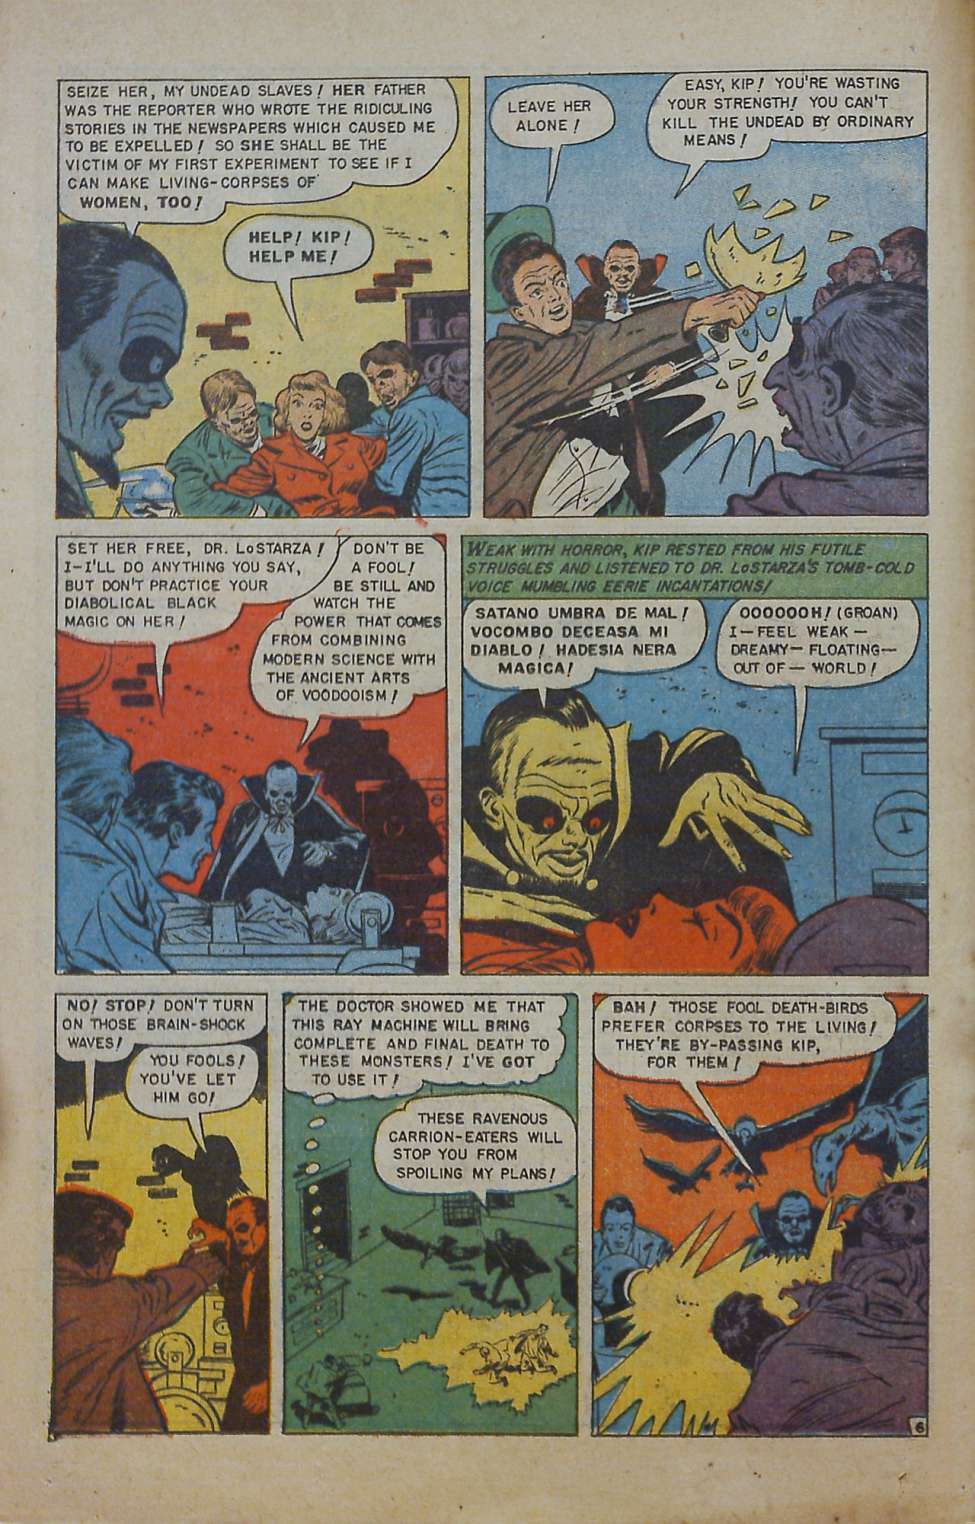 SEIZE HER, MY UNDEAD SLAVES! HER FATHER
WAS THE REPORTER WHO WROTE THE RIDICULING
STORIES IN THE NEWSPAPERS WHICH CAUSED ME
TO BE EXPELLED! SO SHE SHALL BE THE
VICTIM OF MY FIRST EXPERIMENT TO SEE IF I
CAN MAKE LIVING-CORPSES OF
WOMEN, TOO!
HELP! KIP!
HELP ME!
LEAVE HER
ALONE!
EASY, KIP! YOU'RE WASTING
YOUR STRENGTH! YOU CAN'T
KILL THE UNDEAD BY ORDINARY
MEANS!
SET HER FREE, DR. LoSTARZA!
I-I'LL DO ANYTHING YOU SAY,
BUT DON'T PRACTICE YOUR
DIABOLICAL BLACK
MAGIC ON HER!
DON'T BE
A FOOL!
BE STILL AND
WATCH THE
POWER THAT COMES
FROM COMBINING
MODERN SCIENCE WITH
THE ANCIENT ARTS
OF VOODOOISM!
WEAK WITH HORROR, KIP RESTED FROM HIS FUTILE
STRUGGLES AND LISTENED TO DR. LoSTARZA'S TOMB-COLD
VOICE MUMBLING EERIE INCANTATIONS!
SATANO UMBRA DE MAL!
VOCOMBO DECEASA MI
DIABLO! HADESIA NERA
MAGICA!
OOOOOOH! (GROAN)
I-FEEL WEAK-
DREAMY-FLOATING-
OUT OF-WORLD!
NO! STOP! DON'T TURN
ON THOSE BRAIN-SHOCK
WAVES!
YOU FOOLS!
YOU'VE LET
HIM GO!
THE DOCTOR SHOWED ME THAT
THIS RAY MACHINE WILL BRING
COMPLETE AND FINAL DEATH TO
THESE MONSTERS! I'VE GOT
TO USE IT!
THESE RAVENOUS
CARRION-EATERS WILL
STOP YOU FROM
SPOILING MY PLANS!
BAH! THOSE FOOL DEATH-BIRDS
PREFER CORPSES TO THE LIVING!
THEY'RE BY-PASSING KIP,
FOR THEM!
6